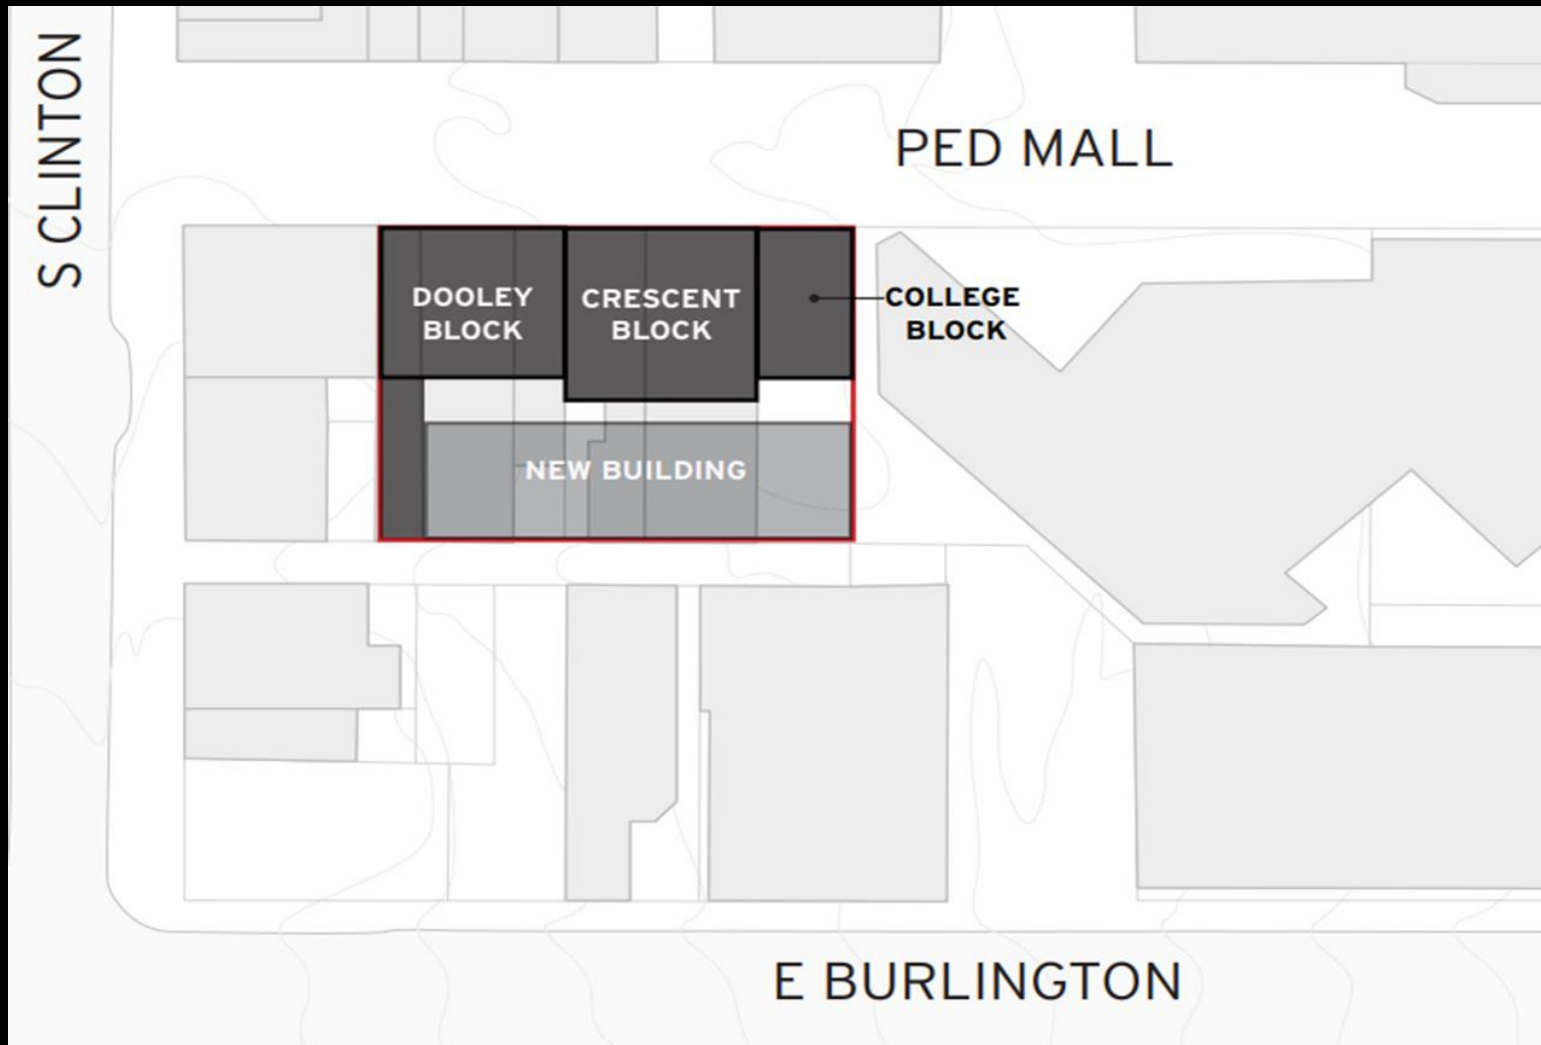 S CLINTON
PED MALL
DOOLEY
BLOCK
CRESCENT
BLOCK
COLLEGE
BLOCK
NEW BUILDING
E BURLINGTON